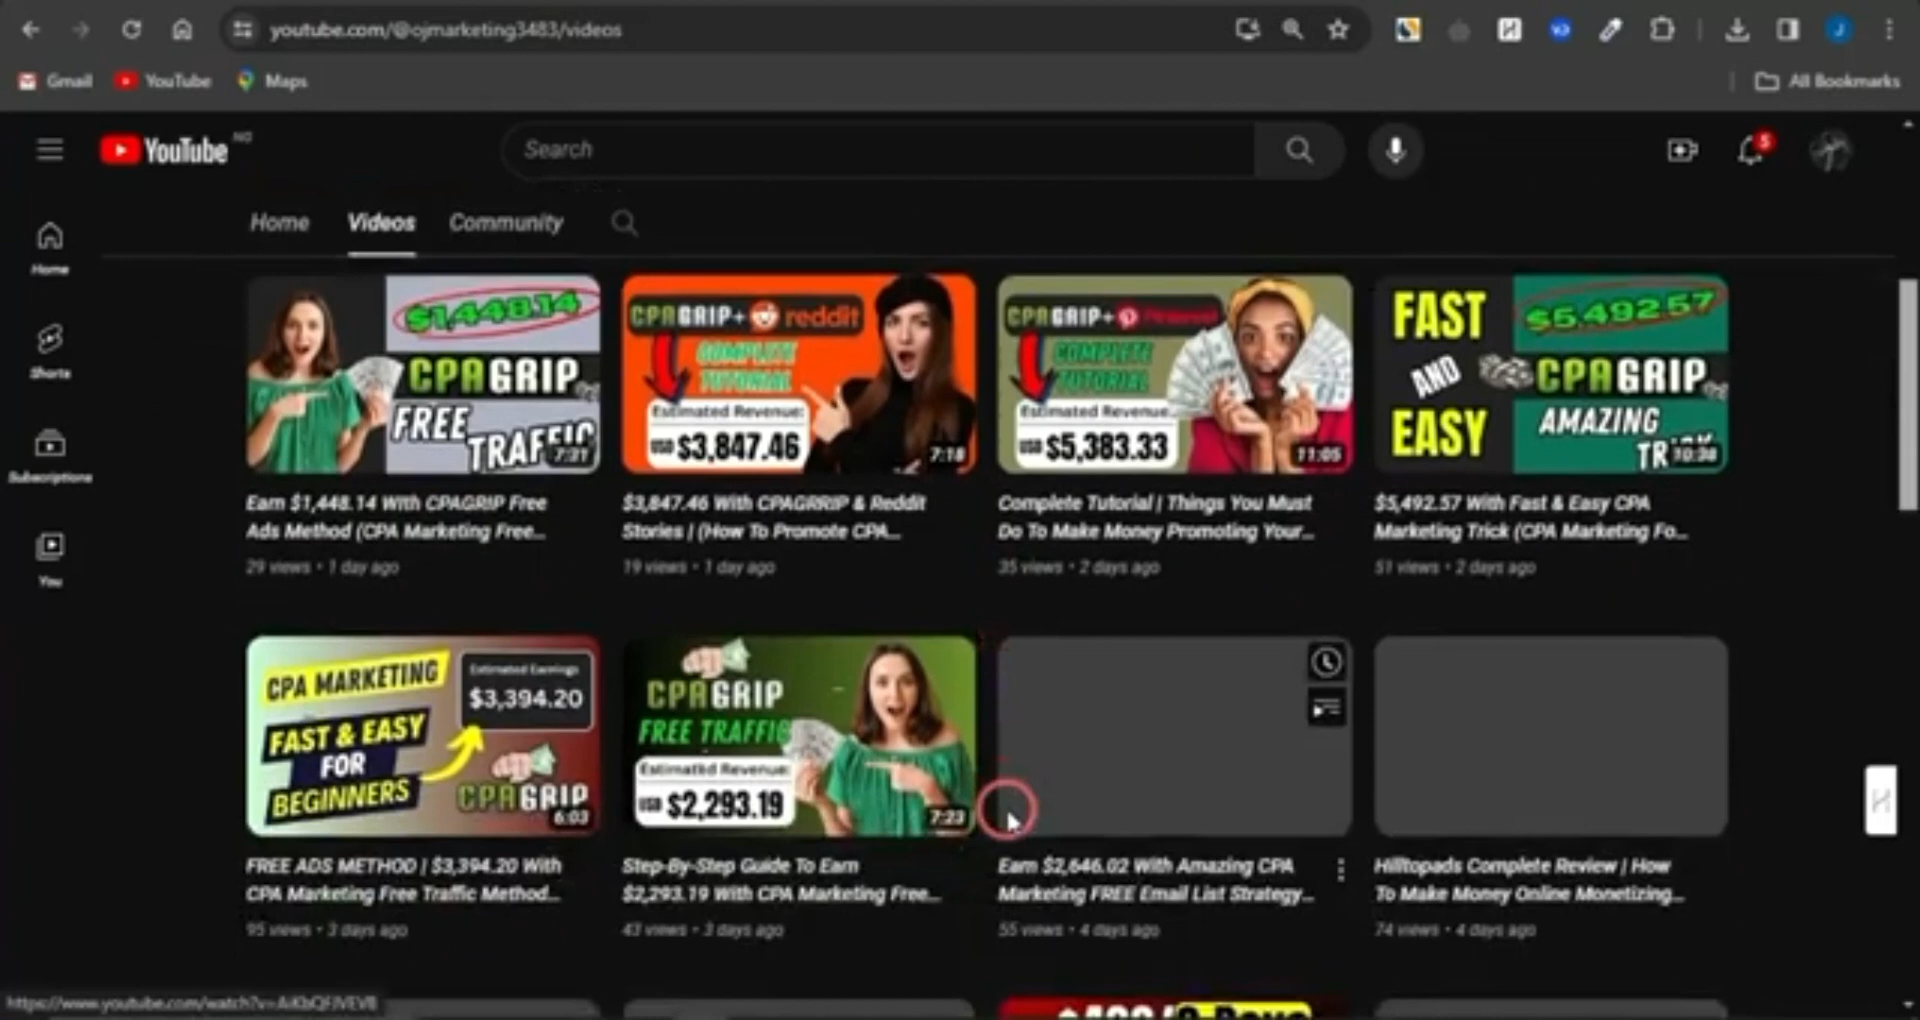 youtube.com/@ojmarketing3483/videos
Gmail
YouTube
Maps
All Bookmarks
YouTube
NG
Search
5
Home
Videos
Community
Home
Shorts
Subscriptions
You
$1,448.14
CPAGRIP
FREE
TRAFFIC
7:31
Earn $1,448.14 With CPAGRIP Free
Ads Method (CPA Marketing Free...
29 views • 1 day ago
CPAGRIP+ reddit
COMPLETE
TUTORIAL
Estimated Revenue:
USD $3,847.46
7:18
$3,847.46 With CPAGRRIP & Reddit
Stories | (How To Promote CPA...
19 views • 1 day ago
CPAGRIP+ Pinterest
COMPLETE
TUTORIAL
Estimated Revenue
USD $5,383.33
11:05
Complete Tutorial | Things You Must
Do To Make Money Promoting Your...
35 views • 2 days ago
FAST
AND
EASY
$5,492.57
CPAGRIP
AMAZING
10:38
$5,492.57 With Fast & Easy CPA
Marketing Trick (CPA Marketing Fo...
51 views • 2 days ago
CPA MARKETING
FAST & EASY
FOR
BEGINNERS
Estimated Earnings
$3,394.20
CPAGRIP
6:03
FREE ADS METHOD | $3,394.20 With
CPA Marketing Free Traffic Method...
95 views • 3 days ago
CPAGRIP
FREE TRAFFIC
Estimated Revenue:
USD $2,293.19
7:23
Step-By-Step Guide To Earn
$2,293.19 With CPA Marketing Free...
43 views • 3 days ago
Earn $2,646.02 With Amazing CPA
Marketing FREE Email List Strategy...
55 views • 4 days ago
Hilltopads Complete Review | How
To Make Money Online Monetizing...
74 views • 4 days ago